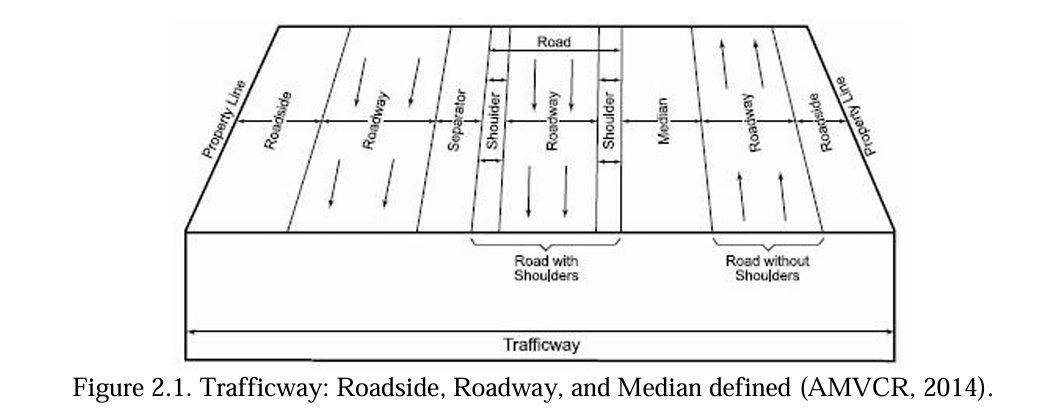 Road
Property Line
Roadside
Roadway
Separator
Shoulder
Roadway
Shoulder
Median
Roadway
Roadside
Property Line
Road with
Shoulders
Road without
Shoulders
Trafficway
Figure 2.1. Trafficway: Roadside, Roadway, and Median defined (AMVCR, 2014).